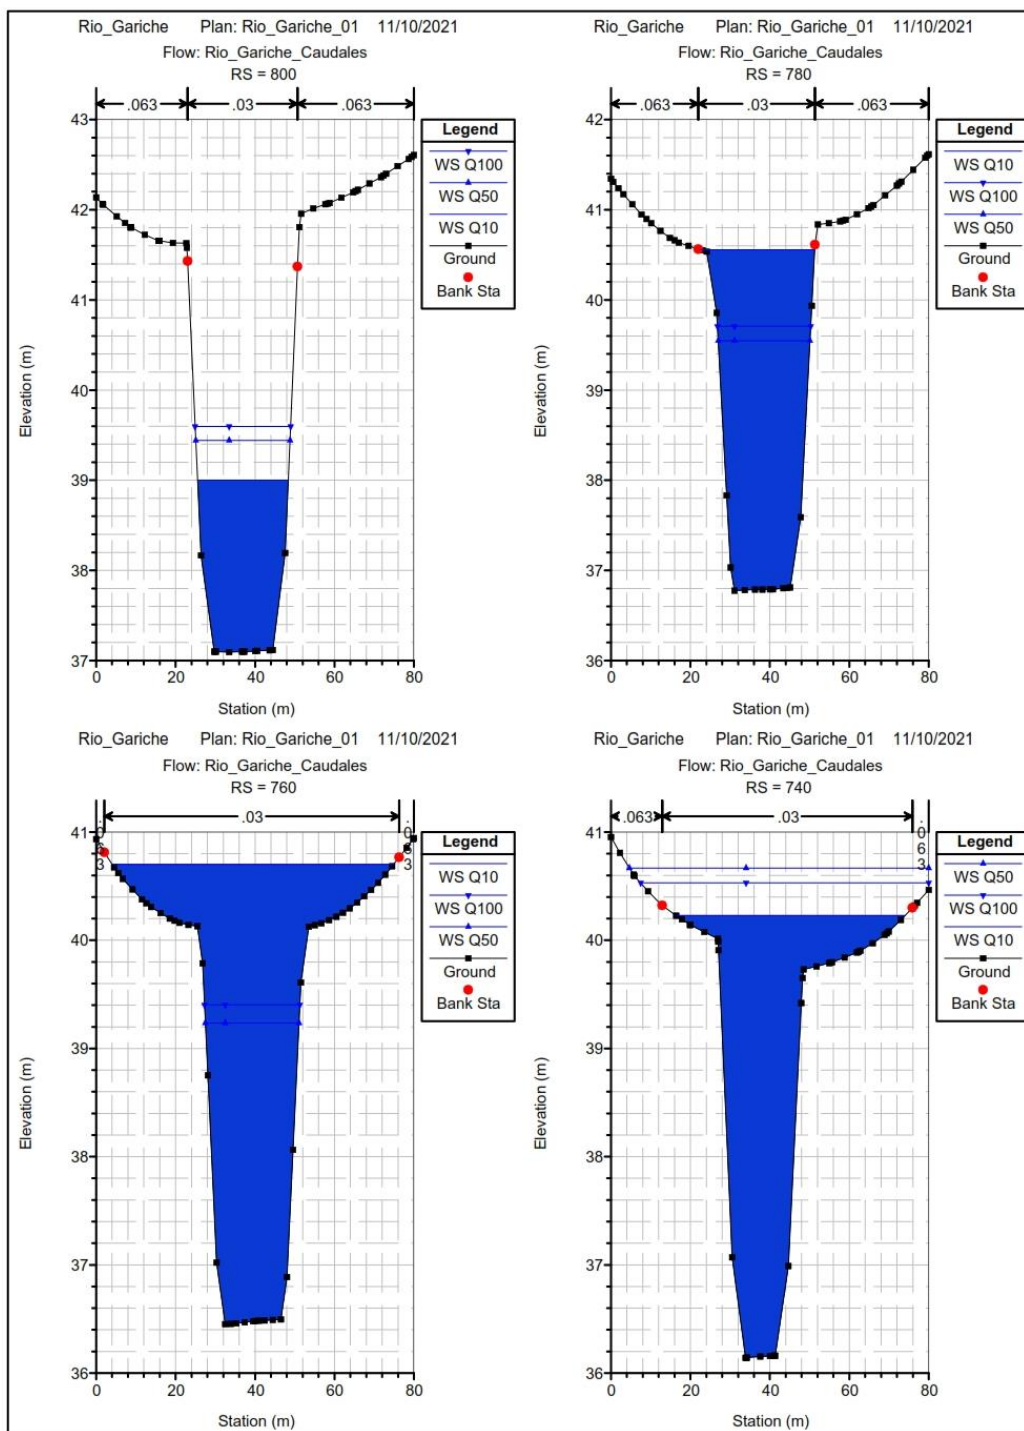 Rio_Gariche Plan: Rio_Gariche_01 11/10/2021
Flow: Rio_Gariche_Caudales
RS = 800
.063 .03 .063
43
42
41
40
39
38
37
0 20 40 60 80
Elevation (m)
Station (m)
Legend
WS Q100
WS Q50
WS Q10
Ground
Bank Sta
Rio_Gariche Plan: Rio_Gariche_01 11/10/2021
Flow: Rio_Gariche_Caudales
RS = 780
.063 .03 .063
42
41
40
39
38
37
36
0 20 40 60 80
Elevation (m)
Station (m)
Legend
WS Q10
WS Q100
WS Q50
Ground
Bank Sta
Rio_Gariche Plan: Rio_Gariche_01 11/10/2021
Flow: Rio_Gariche_Caudales
RS = 760
.063 .03 .063
41
40
39
38
37
36
0 20 40 60 80
Elevation (m)
Station (m)
Legend
WS Q10
WS Q100
WS Q50
Ground
Bank Sta
Rio_Gariche Plan: Rio_Gariche_01 11/10/2021
Flow: Rio_Gariche_Caudales
RS = 740
.063 .03 .063
41
40
39
38
37
36
0 20 40 60 80
Elevation (m)
Station (m)
Legend
WS Q50
WS Q100
WS Q10
Ground
Bank Sta